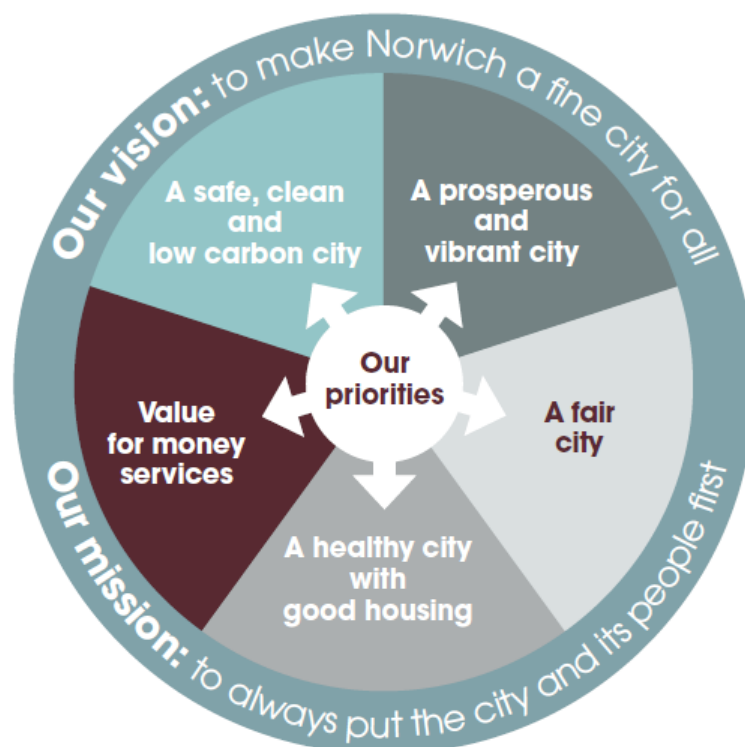 Our vision: to make Norwich a fine city for all
A safe, clean
and
low carbon city
A prosperous
and
vibrant city
Our
priorities
Value
for money
services
A fair
city
A healthy city
with
good housing
Our mission: to always put the city and its people first